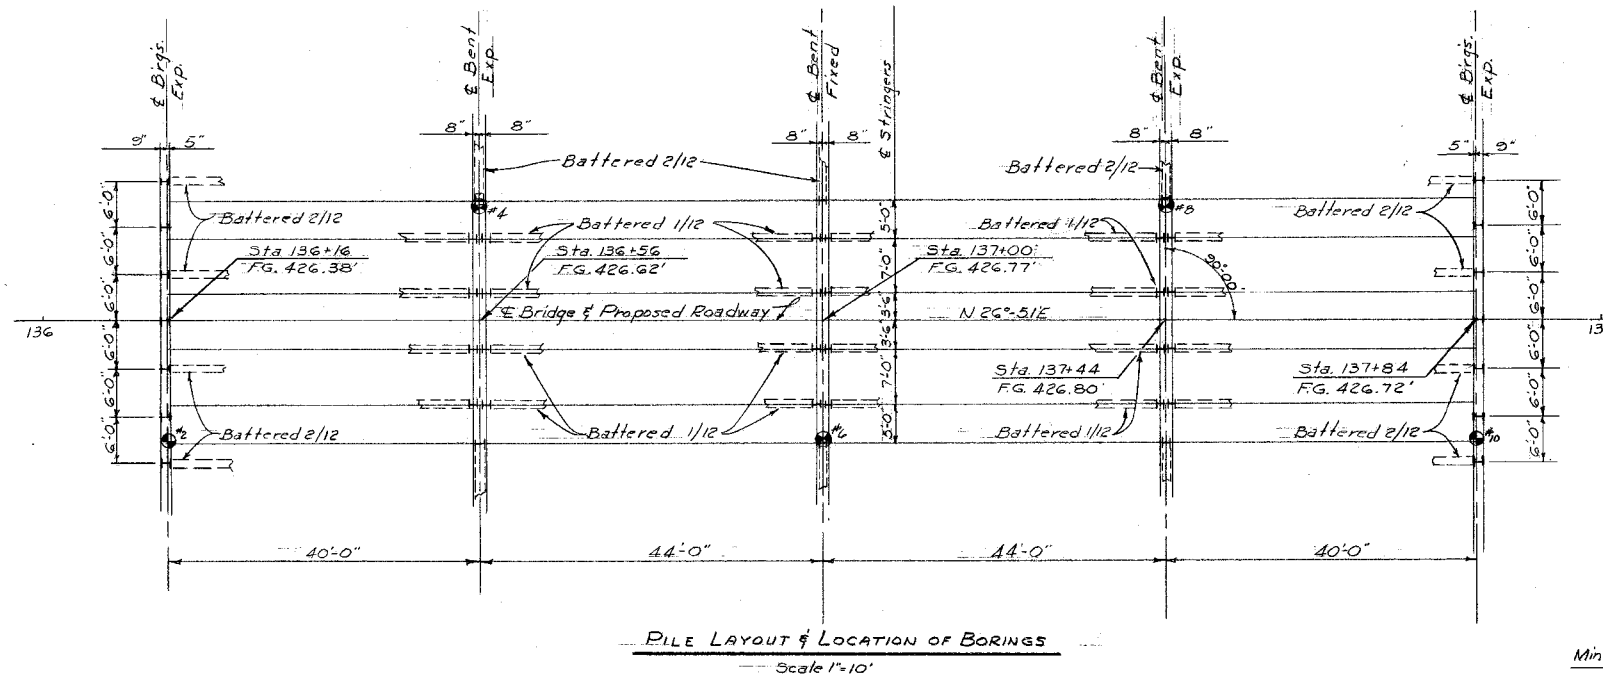 ℄ Br'gs.
Exp.
℄ Bent
Exp.
℄ Bent
Fixed
℄ Stringers
℄ Bent
Exp.
℄ Br'gs.
Exp.
9" 5"
8" 8"
8" 8"
8" 8"
5" 9"
Battered 2/12
Battered 2/12
#4
#8
6'-0"
6'-0"
6'-0"
6'-0"
6'-0"
6'-0"
Battered 2/12
Battered 1/12
Battered 1/12
Battered 2/12
5'-0"
7'-0"
3'-6"
3'-6"
7'-0"
5'-0"
6'-0"
6'-0"
6'-0"
6'-0"
6'-0"
6'-0"
Sta. 136+16
F.G. 426.38'
Sta. 136+56
F.G. 426.62'
Sta. 137+00
F.G. 426.77'
90°-00'
136
℄ Bridge & Proposed Roadway
N 26°-51'E
13
Sta. 137+44
F.G. 426.80'
Sta. 137+84
F.G. 426.72'
#2
Battered 2/12
Battered 1/12
#6
Battered 1/12
Battered 2/12
#10
40'-0"
44'-0"
44'-0"
40'-0"
PILE LAYOUT & LOCATION OF BORINGS
Scale 1"=10'
Min